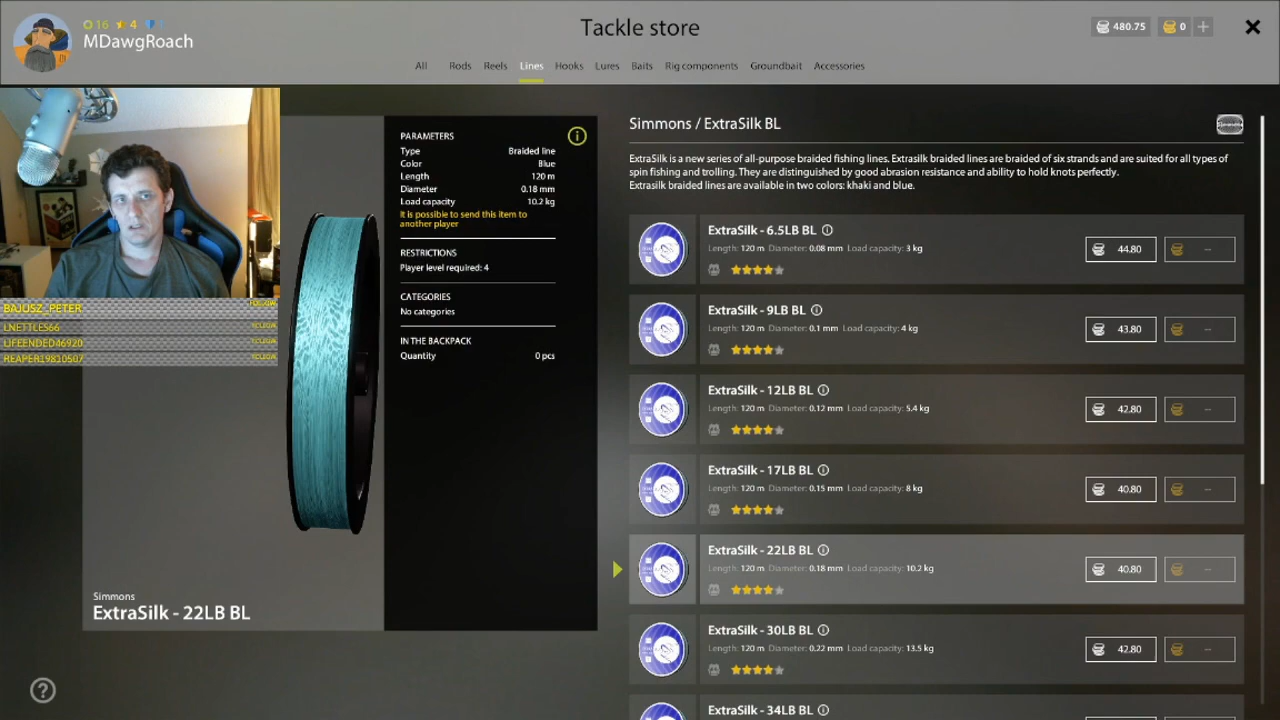 16 4
MDawgRoach
Tackle store
480.75
0
All Rods Reels Lines Hooks Lures Baits Rig components Groundbait Accessories
BAJUSZ_PETER FOLLOW
LNETTLES66 FOLLOW
LIFEENDED46920 FOLLOW
REAPER19810507 FOLLOW
Simmons
ExtraSilk - 22LB BL
PARAMETERS
Type Braided line
Color Blue
Length 120 m
Diameter 0.18 mm
Load capacity 10.2 kg
It is possible to send this item to
another player
RESTRICTIONS
Player level required: 4
CATEGORIES
No categories
IN THE BACKPACK
Quantity 0 pcs
Simmons / ExtraSilk BL
ExtraSilk is a new series of all-purpose braided fishing lines. Extrasilk braided lines are braided of six strands and are suited for all types of
spin fishing and trolling. They are distinguished by good abrasion resistance and ability to hold knots perfectly.
Extrasilk braided lines are available in two colors: khaki and blue.
ExtraSilk - 6.5LB BL
Length: 120 m Diameter: 0.08 mm Load capacity: 3 kg
44.80 --
ExtraSilk - 9LB BL
Length: 120 m Diameter: 0.1 mm Load capacity: 4 kg
43.80 --
ExtraSilk - 12LB BL
Length: 120 m Diameter: 0.12 mm Load capacity: 5.4 kg
42.80 --
ExtraSilk - 17LB BL
Length: 120 m Diameter: 0.15 mm Load capacity: 8 kg
40.80 --
ExtraSilk - 22LB BL
Length: 120 m Diameter: 0.18 mm Load capacity: 10.2 kg
40.80 --
ExtraSilk - 30LB BL
Length: 120 m Diameter: 0.22 mm Load capacity: 13.5 kg
42.80 --
ExtraSilk - 34LB BL